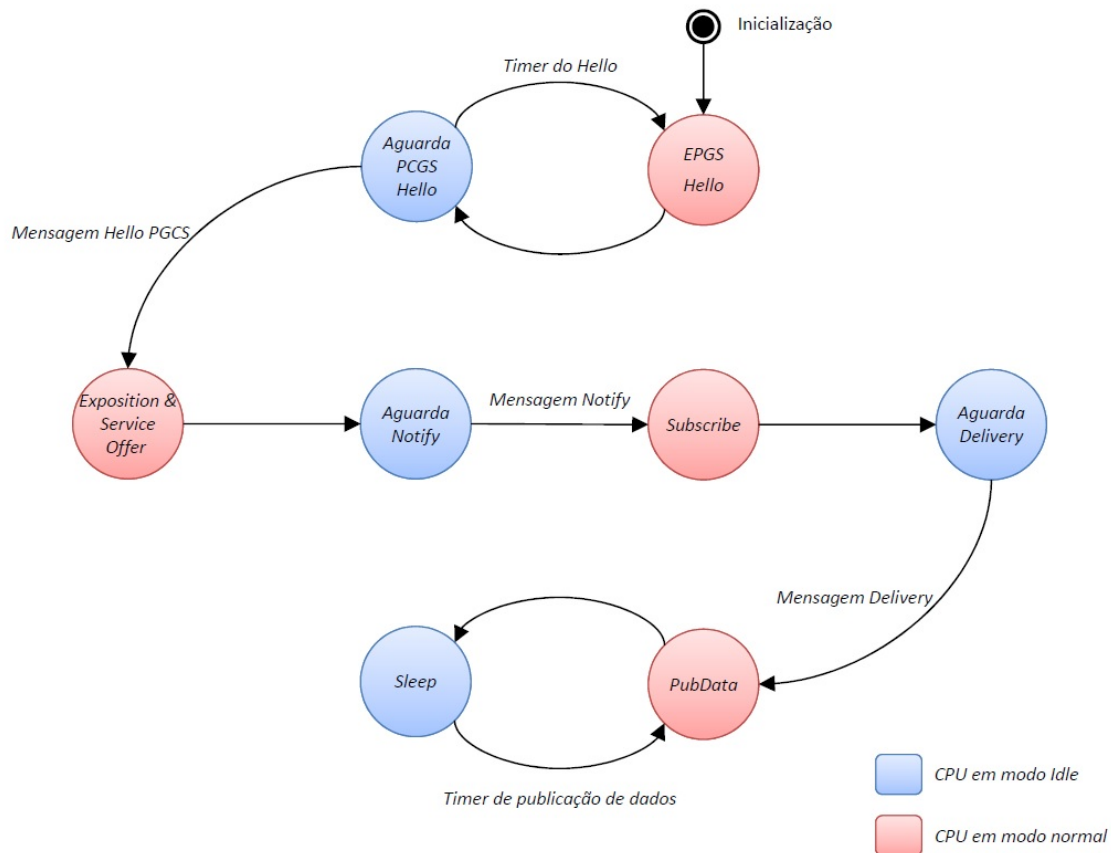 Inicialização
Timer do Hello
Aguarda
PCGS
Hello
EPGS
Hello
Mensagem Hello PGCS
Exposition &
Service
Offer
Aguarda
Notify
Mensagem Notify
Subscribe
Aguarda
Delivery
Mensagem Delivery
Sleep
PubData
Timer de publicação de dados
CPU em modo Idle
CPU em modo normal